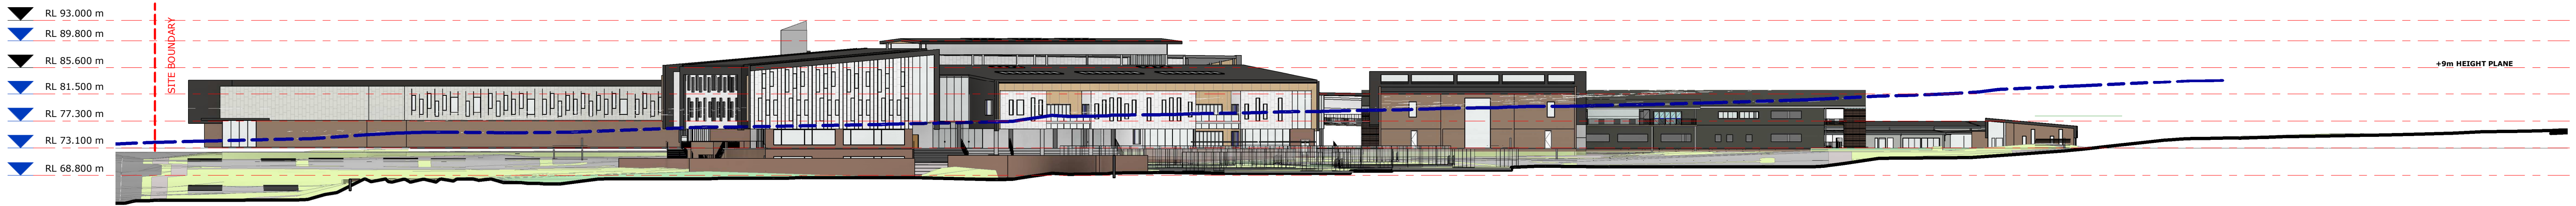 RL 93.000 m
RL 89.800 m
RL 85.600 m
RL 81.500 m
RL 77.300 m
RL 73.100 m
RL 68.800 m
SITE BOUNDARY
+9m HEIGHT PLANE